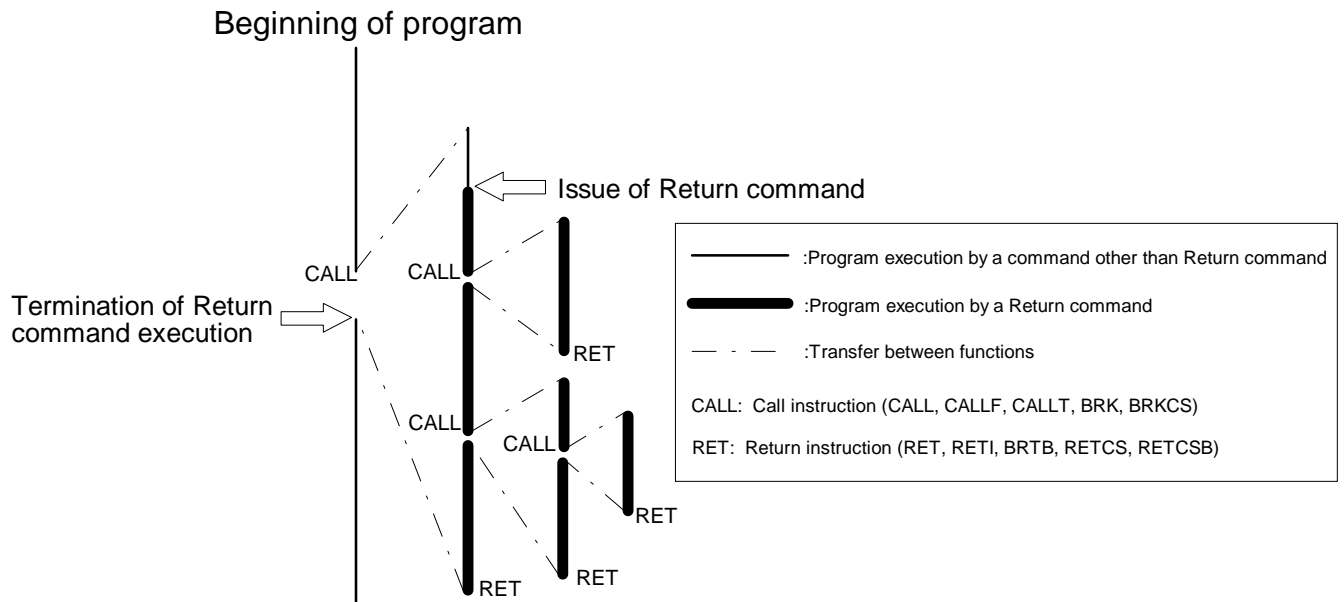 Beginning of program
Issue of Return command
CALL
CALL
Termination of Return
command execution
RET
CALL
CALL
RET
RET
RET
:Program execution by a command other than Return command
:Program execution by a Return command
:Transfer between functions
CALL: Call instruction (CALL, CALLF, CALLT, BRK, BRKCS)
RET: Return instruction (RET, RETI, BRTB, RETCS, RETCSB)